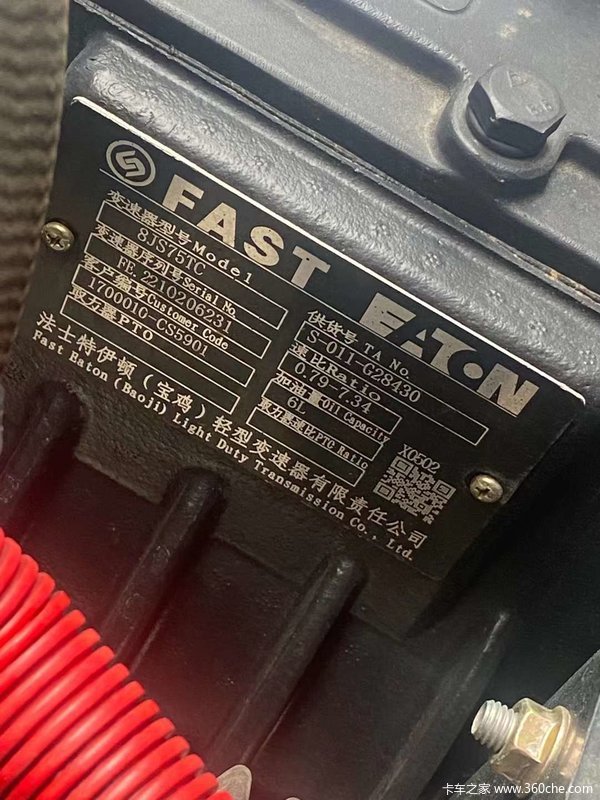 FAST EATON
变速器型号Model
8JS75TC
变速器序列号Serial No.
FE.2210206231
客户编号Customer Code
1700010-CS5901
取力器PTO
供货号 TA No.
S-011-G28430
速比Ratio
0.79-7.34
加油量Oil Capacity
6L
取力器速比PTO Ratio
X0502
法士特伊顿（宝鸡）轻型变速器有限责任公司
Fast Eaton (Baoji) Light Duty Transmission Co., Ltd.
卡车之家 www.360che.com